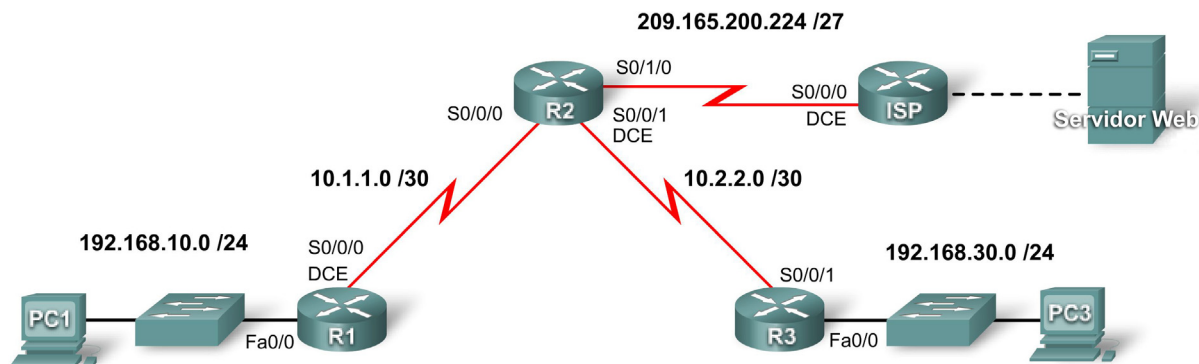 209.165.200.224 /27
S0/1/0
S0/0/0
R2
S0/0/1
DCE
S0/0/0
DCE
ISP
Servidor Web
10.1.1.0 /30
10.2.2.0 /30
192.168.10.0 /24
S0/0/0
DCE
192.168.30.0 /24
S0/0/1
PC1
Fa0/0
R1
R3
Fa0/0
PC3